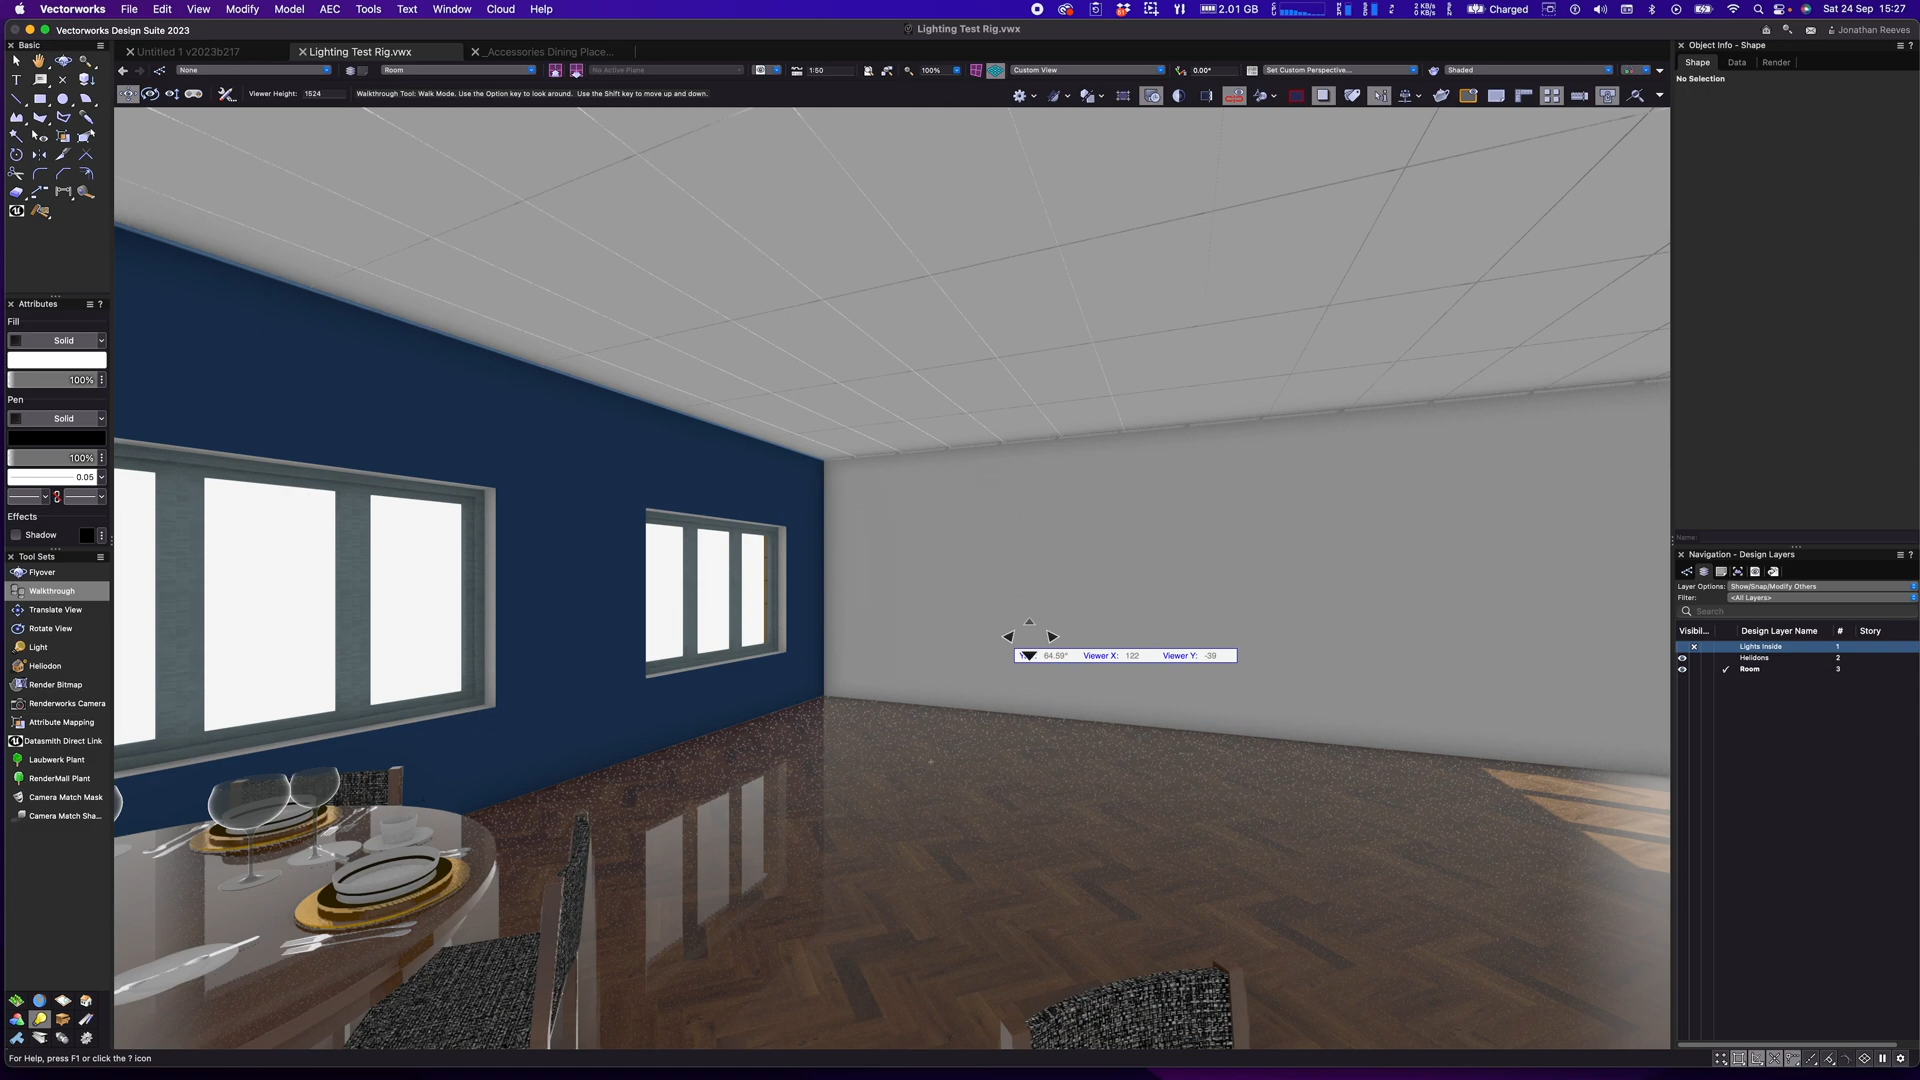 Vectorworks File Edit View Modify Model AEC Tools Text Window Cloud Help
2.01 GB
2 KB/s
0 KB/s
Charged
Sat 24 Sep 15:27
Vectorworks Design Suite 2023
Lighting Test Rig.vwx
Jonathan Reeves
Basic
Untitled 1 v2023b217
Lighting Test Rig.vwx
_Accessories Dining Place...
None
Room
No Active Plane
1:50
100%
Custom View
0.00°
Set Custom Perspective...
Shaded
Viewer Height: 1524
Walkthrough Tool: Walk Mode. Use the Option key to look around. Use the Shift key to move up and down.
Object Info - Shape
Shape Data Render
No Selection
Attributes
Fill
Solid
100%
Pen
Solid
100%
0.05
Effects
Shadow
Tool Sets
Flyover
Walkthrough
Translate View
Rotate View
Light
Heliodon
Render Bitmap
Renderworks Camera
Attribute Mapping
Datasmith Direct Link
Laubwerk Plant
RenderMall Plant
Camera Match Mask
Camera Match Sha...
64.59° Viewer X: 122 Viewer Y: -39
Name:
Navigation - Design Layers
Layer Options: Show/Snap/Modify Others
Filter: <All Layers>
Search
Visibil... Design Layer Name # Story
Lights Inside 1
Helidons 2
Room 3
For Help, press F1 or click the ? icon